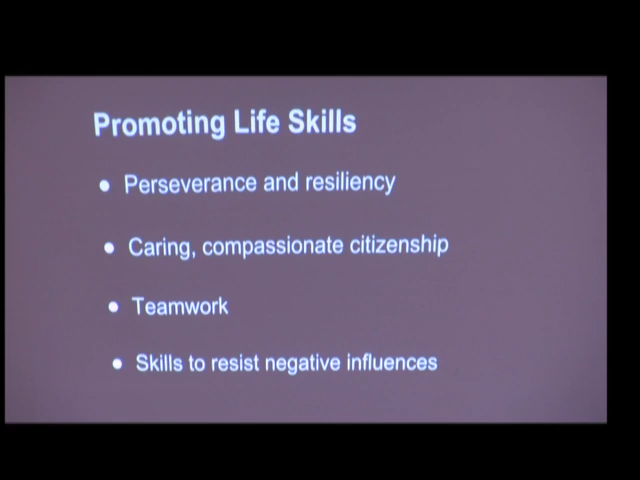 Promoting Life Skills
• Perseverance and resiliency
• Caring, compassionate citizenship
• Teamwork
• Skills to resist negative influences